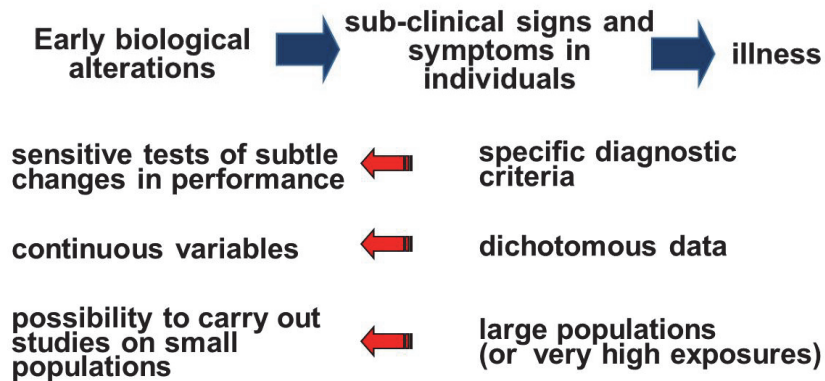 Early biological
alterations
sub-clinical signs and
symptoms in
individuals
illness
sensitive tests of subtle
changes in performance
specific diagnostic
criteria
continuous variables
dichotomous data
possibility to carry out
studies on small
populations
large populations
(or very high exposures)